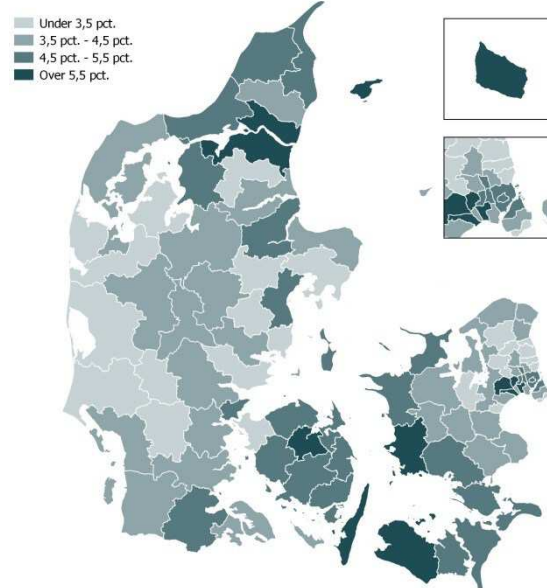 Under 3,5 pct.
3,5 pct. - 4,5 pct.
4,5 pct. - 5,5 pct.
Over 5,5 pct.